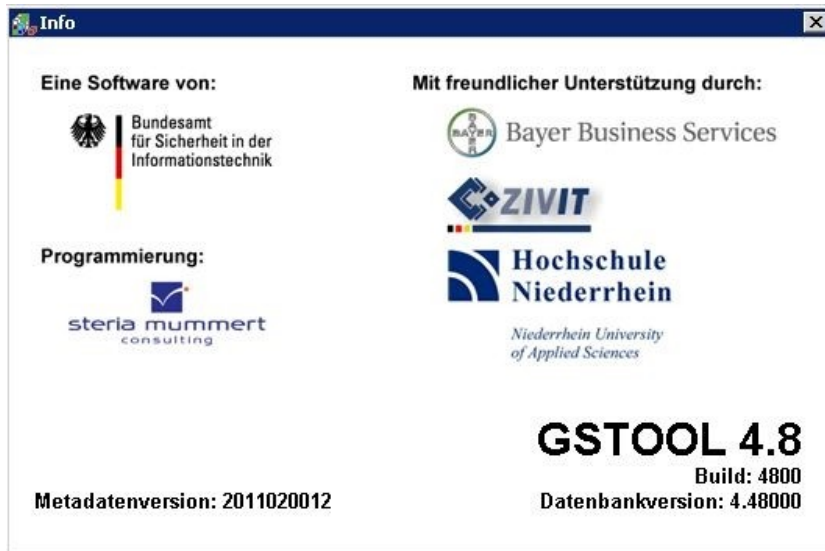 Info
Eine Software von:
Bundesamt
für Sicherheit in der
Informationstechnik
Programmierung:
steria mummert
consulting
Mit freundlicher Unterstützung durch:
BAYER
BAYER
Bayer Business Services
ZIVIT
Hochschule
Niederrhein
Niederrhein University
of Applied Sciences
GSTOOL 4.8
Build: 4800
Metadatenversion: 2011020012
Datenbankversion: 4.48000